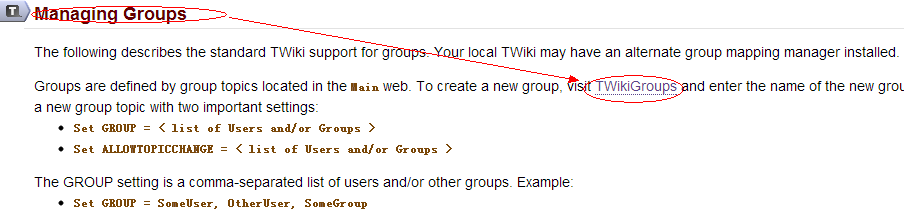 T
Managing Groups
The following describes the standard TWiki support for groups. Your local TWiki may have an alternate group mapping manager installed.
Groups are defined by group topics located in the Main web. To create a new group, visit TWikiGroups and enter the name of the new grou
a new group topic with two important settings:
• Set GROUP = < list of Users and/or Groups >
• Set ALLOWTOPICCHANGE = < list of Users and/or Groups >
The GROUP setting is a comma-separated list of users and/or other groups. Example:
• Set GROUP = SomeUser, OtherUser, SomeGroup